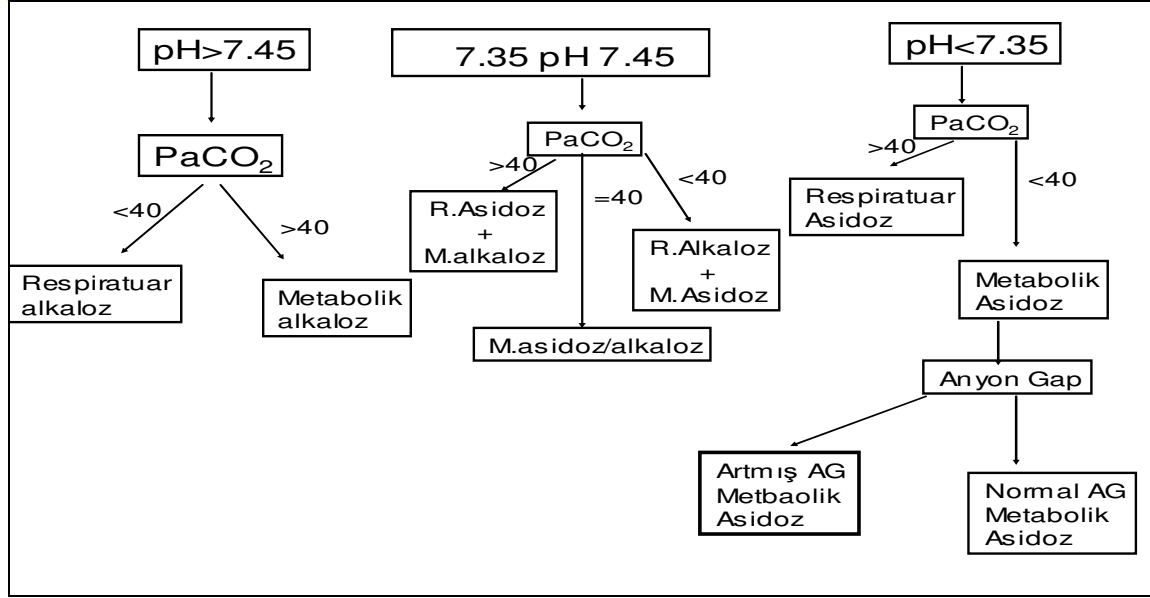 pH>7.45
PaCO₂
<40
>40
Respiratuar
alkaloz
Metabolik
alkaloz
7.35 pH 7.45
PaCO₂
>40
=40
<40
R.Asidoz
+
M.alkaloz
M.asidoz/alkaloz
R.Alkaloz
+
M.Asidoz
pH<7.35
PaCO₂
>40
<40
Respiratuar
Asidoz
Metabolik
Asidoz
Anyon Gap
Artmış AG
Metbaolik
Asidoz
Normal AG
Metabolik
Asidoz